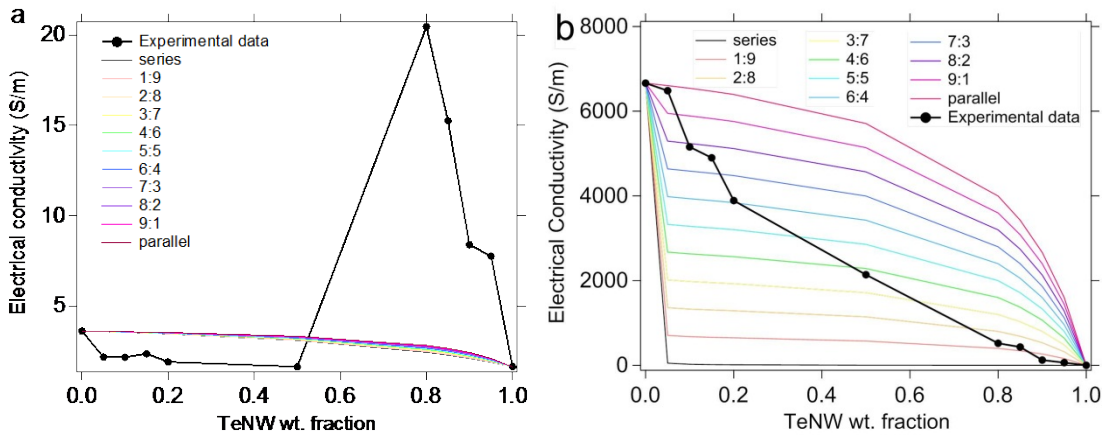 a
20
15
10
5
Electrical conductivity (S/m)
Experimental data
series
1:9
2:8
3:7
4:6
5:5
6:4
7:3
8:2
9:1
parallel
0.0 0.2 0.4 0.6 0.8 1.0
TeNW wt. fraction
b
8000
6000
4000
2000
0
Electrical Conductivity (S/m)
series
1:9
2:8
3:7
4:6
5:5
6:4
7:3
8:2
9:1
parallel
Experimental data
0.0 0.2 0.4 0.6 0.8 1.0
TeNW wt. fraction